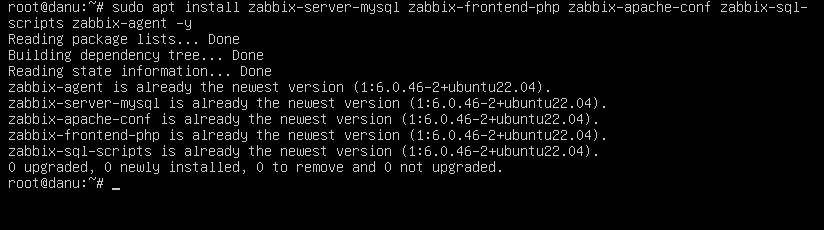 root@danu:~# sudo apt install zabbix-server-mysql zabbix-frontend-php zabbix-apache-conf zabbix-sql-
scripts zabbix-agent -y
Reading package lists... Done
Building dependency tree... Done
Reading state information... Done
zabbix-agent is already the newest version (1:6.0.46-2+ubuntu22.04).
zabbix-server-mysql is already the newest version (1:6.0.46-2+ubuntu22.04).
zabbix-apache-conf is already the newest version (1:6.0.46-2+ubuntu22.04).
zabbix-frontend-php is already the newest version (1:6.0.46-2+ubuntu22.04).
zabbix-sql-scripts is already the newest version (1:6.0.46-2+ubuntu22.04).
0 upgraded, 0 newly installed, 0 to remove and 0 not upgraded.
root@danu:~# _